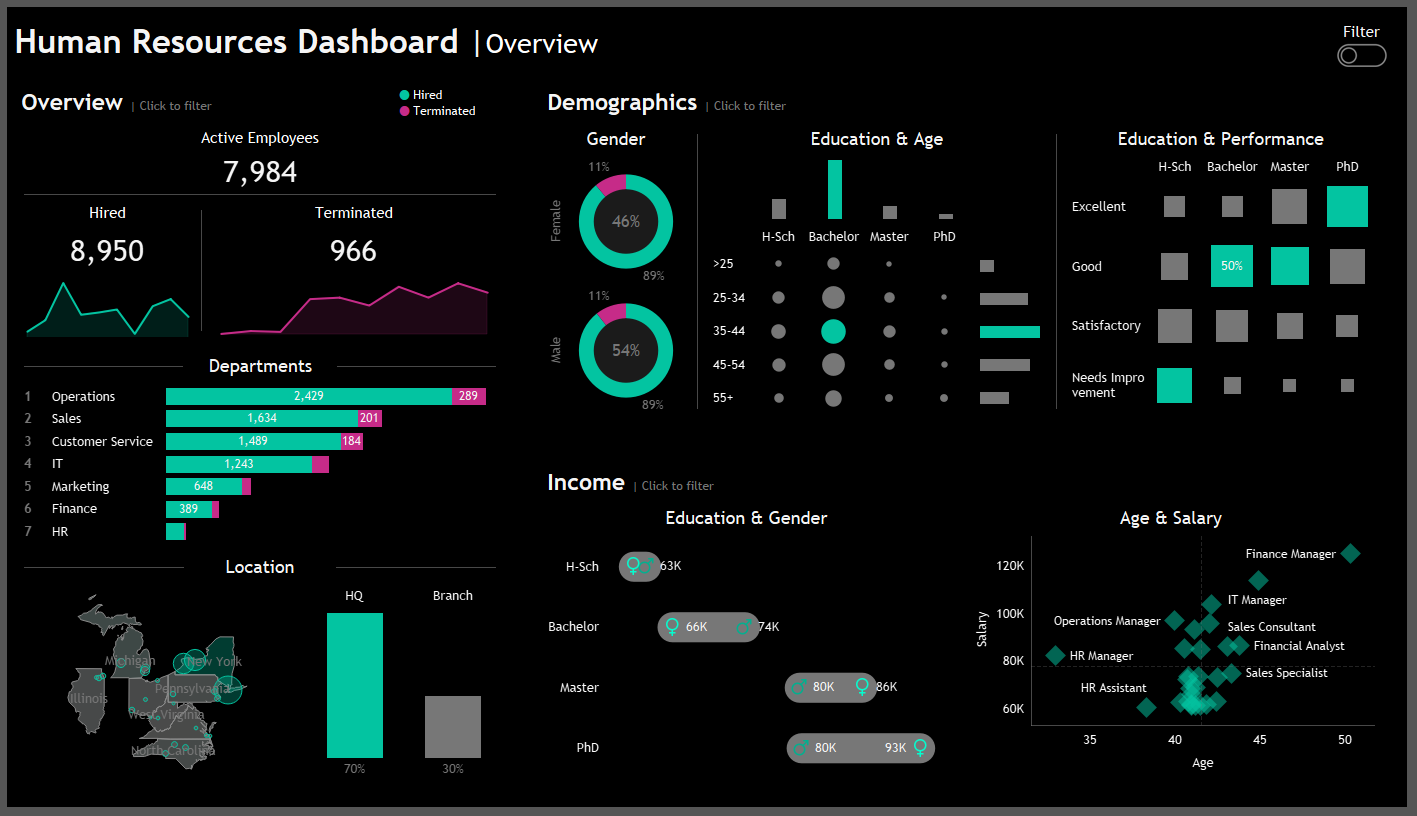 Human Resources Dashboard |Overview
Filter
Overview | Click to filter
Hired
Terminated
Active Employees
7,984
Hired
8,950
Terminated
966
Departments
1 Operations 2,429 289
2 Sales 1,634 201
3 Customer Service 1,489 184
4 IT 1,243
5 Marketing 648
6 Finance 389
7 HR
Location
Michigan
New York
Illinois
Pennsylvania
West Virginia
North Carolina
HQ
Branch
70%
30%
Demographics | Click to filter
Gender
Female
11%
46%
89%
Male
11%
54%
89%
Education & Age
H-Sch Bachelor Master PhD
>25
25-34
35-44
45-54
55+
Education & Performance
H-Sch Bachelor Master PhD
Excellent
Good 50%
Satisfactory
Needs Impro
vement
Income | Click to filter
Education & Gender
H-Sch 63K
Bachelor 66K 74K
Master 80K 86K
PhD 80K 93K
Age & Salary
Salary
120K
100K
80K
60K
Finance Manager
IT Manager
Operations Manager
Sales Consultant
Financial Analyst
HR Manager
Sales Specialist
HR Assistant
35 40 45 50
Age